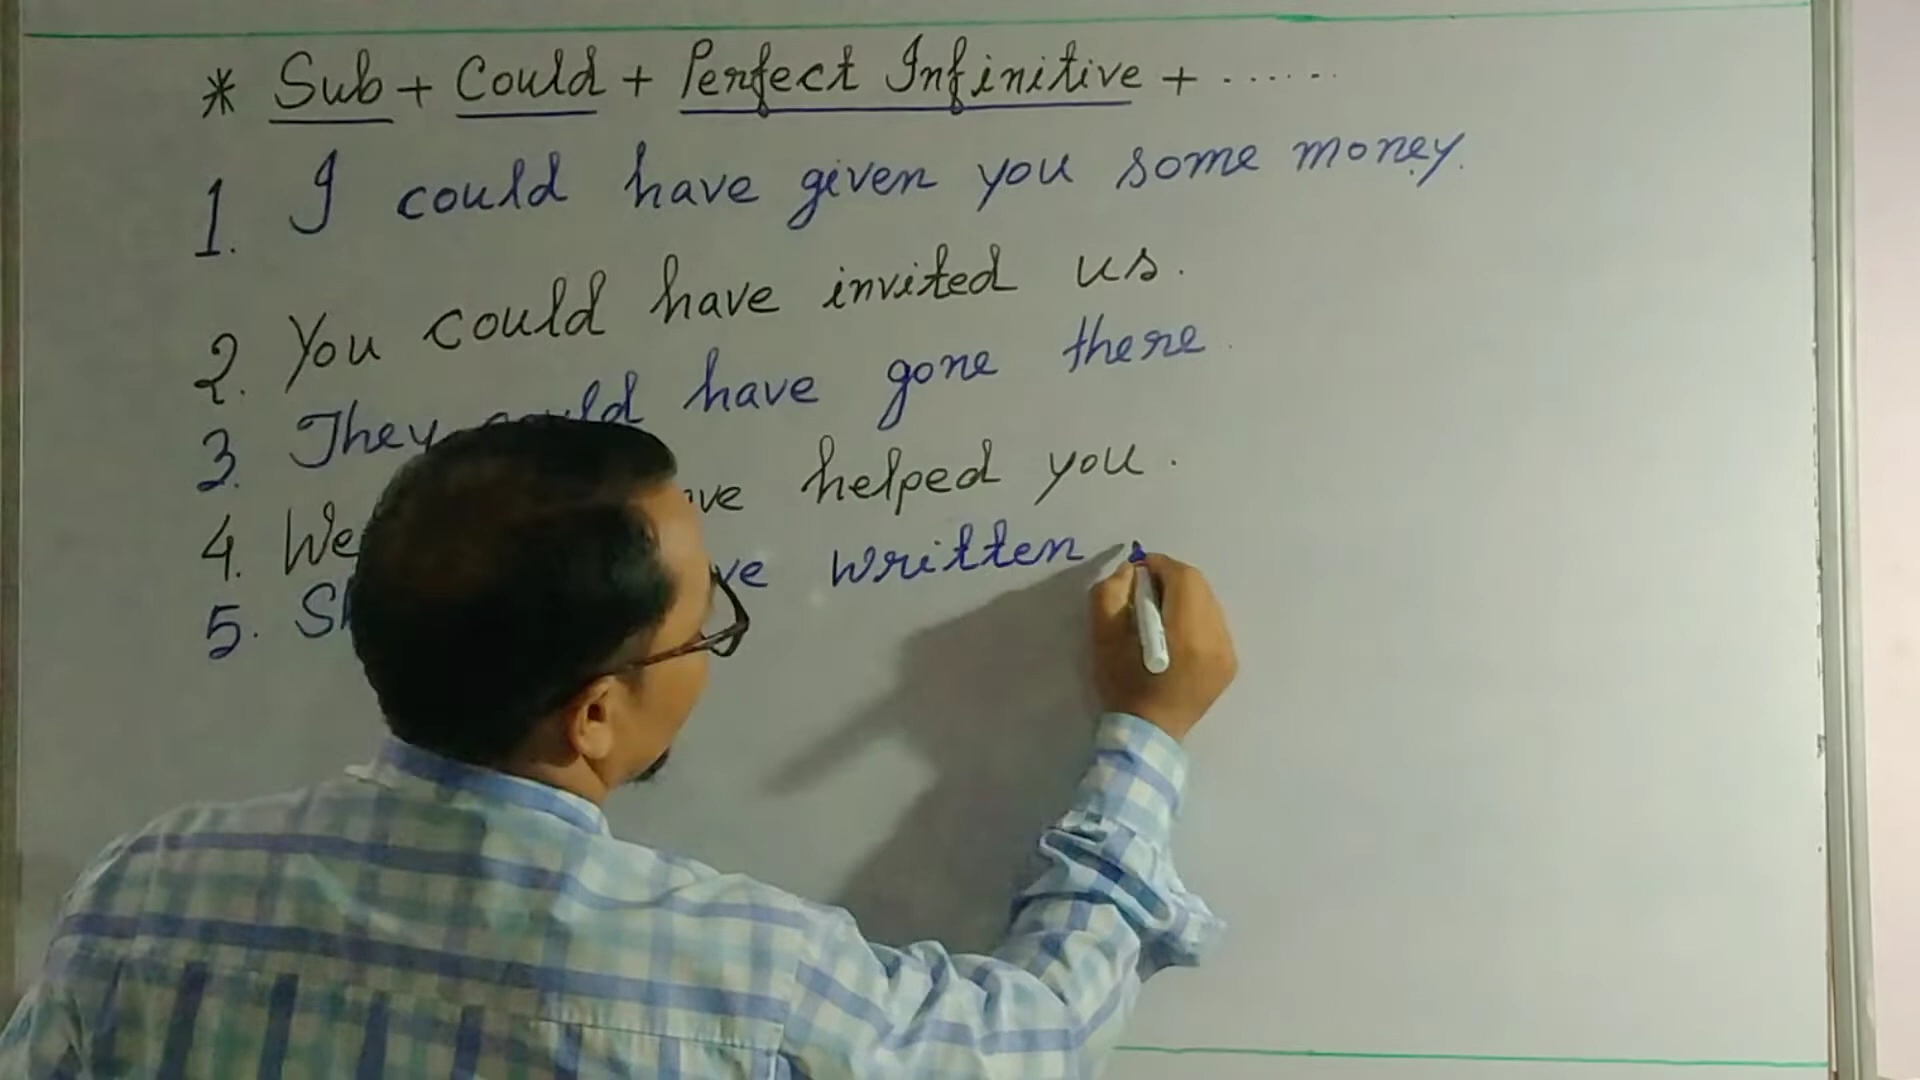 * Sub + Could + Perfect Infinitive + ......
1. I could have given you some money.
2. You could have invited us.
3. They could have gone there.
4. We helped you.
5. written